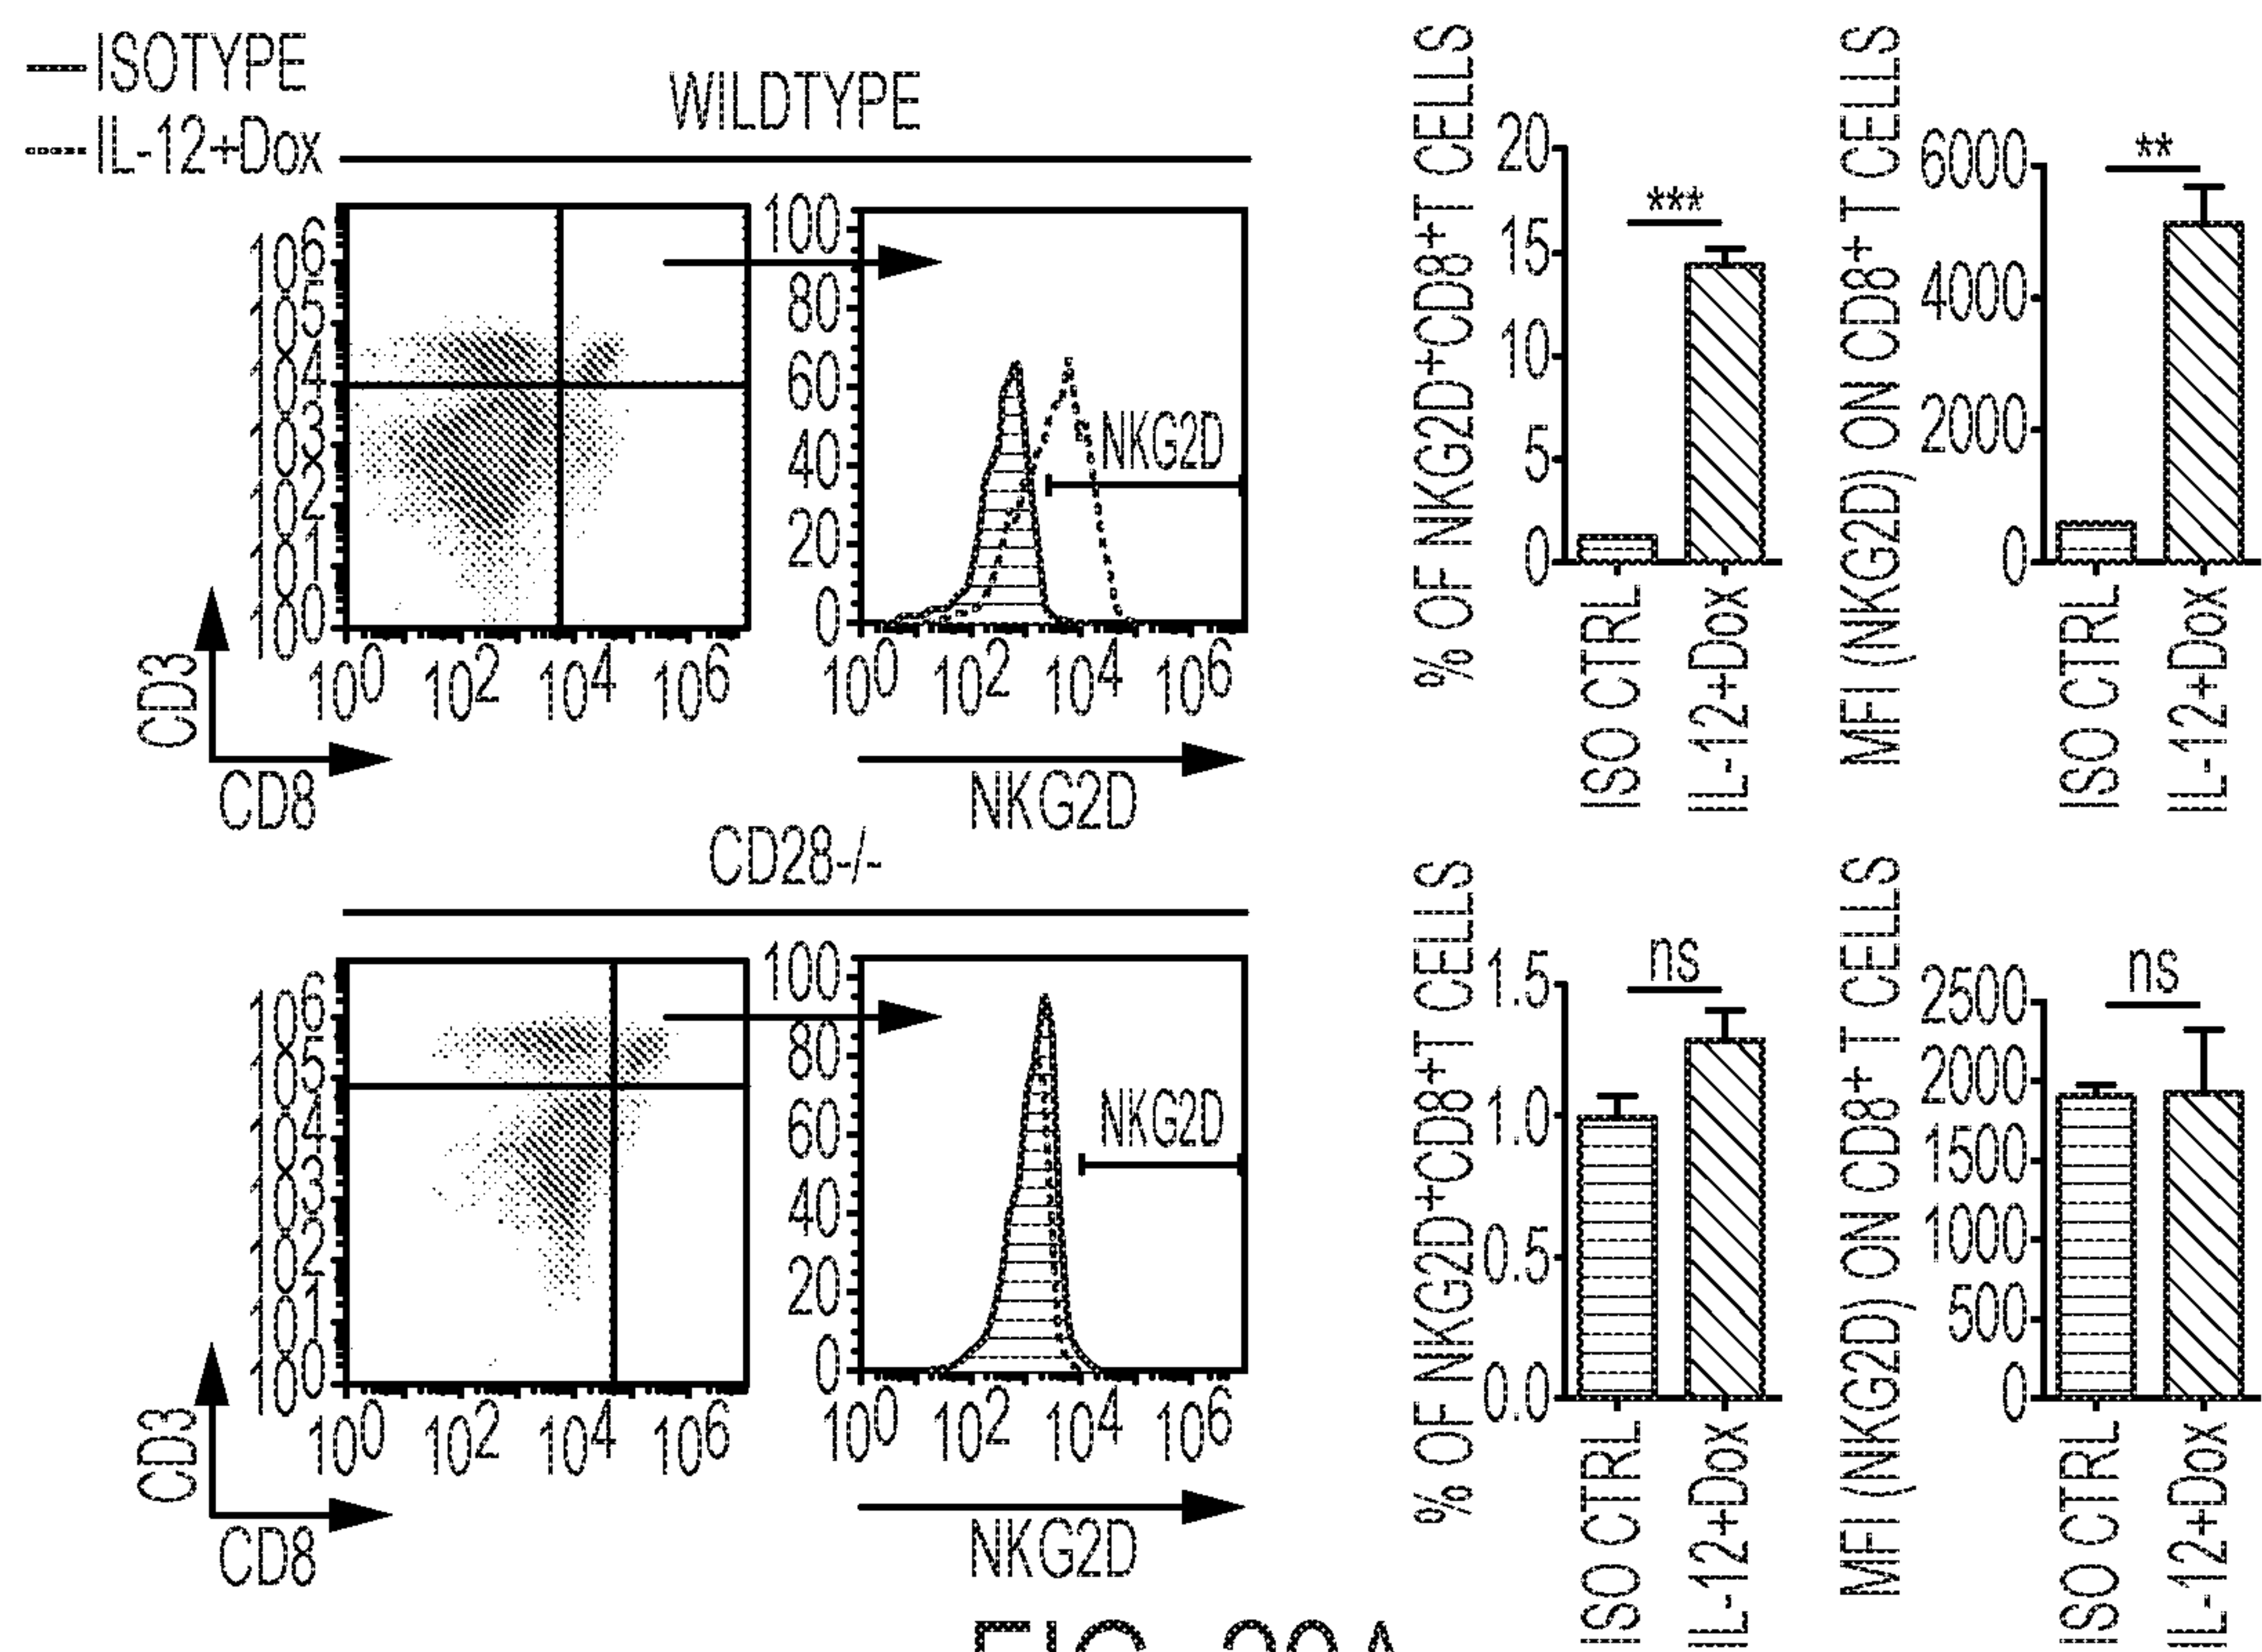 ISOTYPE
IL-12+Dox
WILDTYPE
10^6
10^5
10^4
10^3
10^2
10^1
10^0
10^0 10^2 10^4 10^6
CD3
CD8
100
80
60
40
20
0
NKG2D
10^0 10^2 10^4 10^6
NKG2D
% OF NKG2D+CD8+T CELLS
20
15
10
5
0
***
ISO CTRL
IL-12+Dox
MFI (NKG2D) ON CD8+ T CELLS
6000
4000
2000
0
**
ISO CTRL
IL-12+Dox
CD28-/-
10^6
10^5
10^4
10^3
10^2
10^1
10^0
10^0 10^2 10^4 10^6
CD3
CD8
100
80
60
40
20
0
NKG2D
10^0 10^2 10^4 10^6
NKG2D
% OF NKG2D+CD8+T CELLS
1.5
1.0
0.5
0.0
ns
ISO CTRL
IL-12+Dox
MFI (NKG2D) ON CD8+ T CELLS
2500
2000
1500
1000
500
0
ns
ISO CTRL
IL-12+Dox